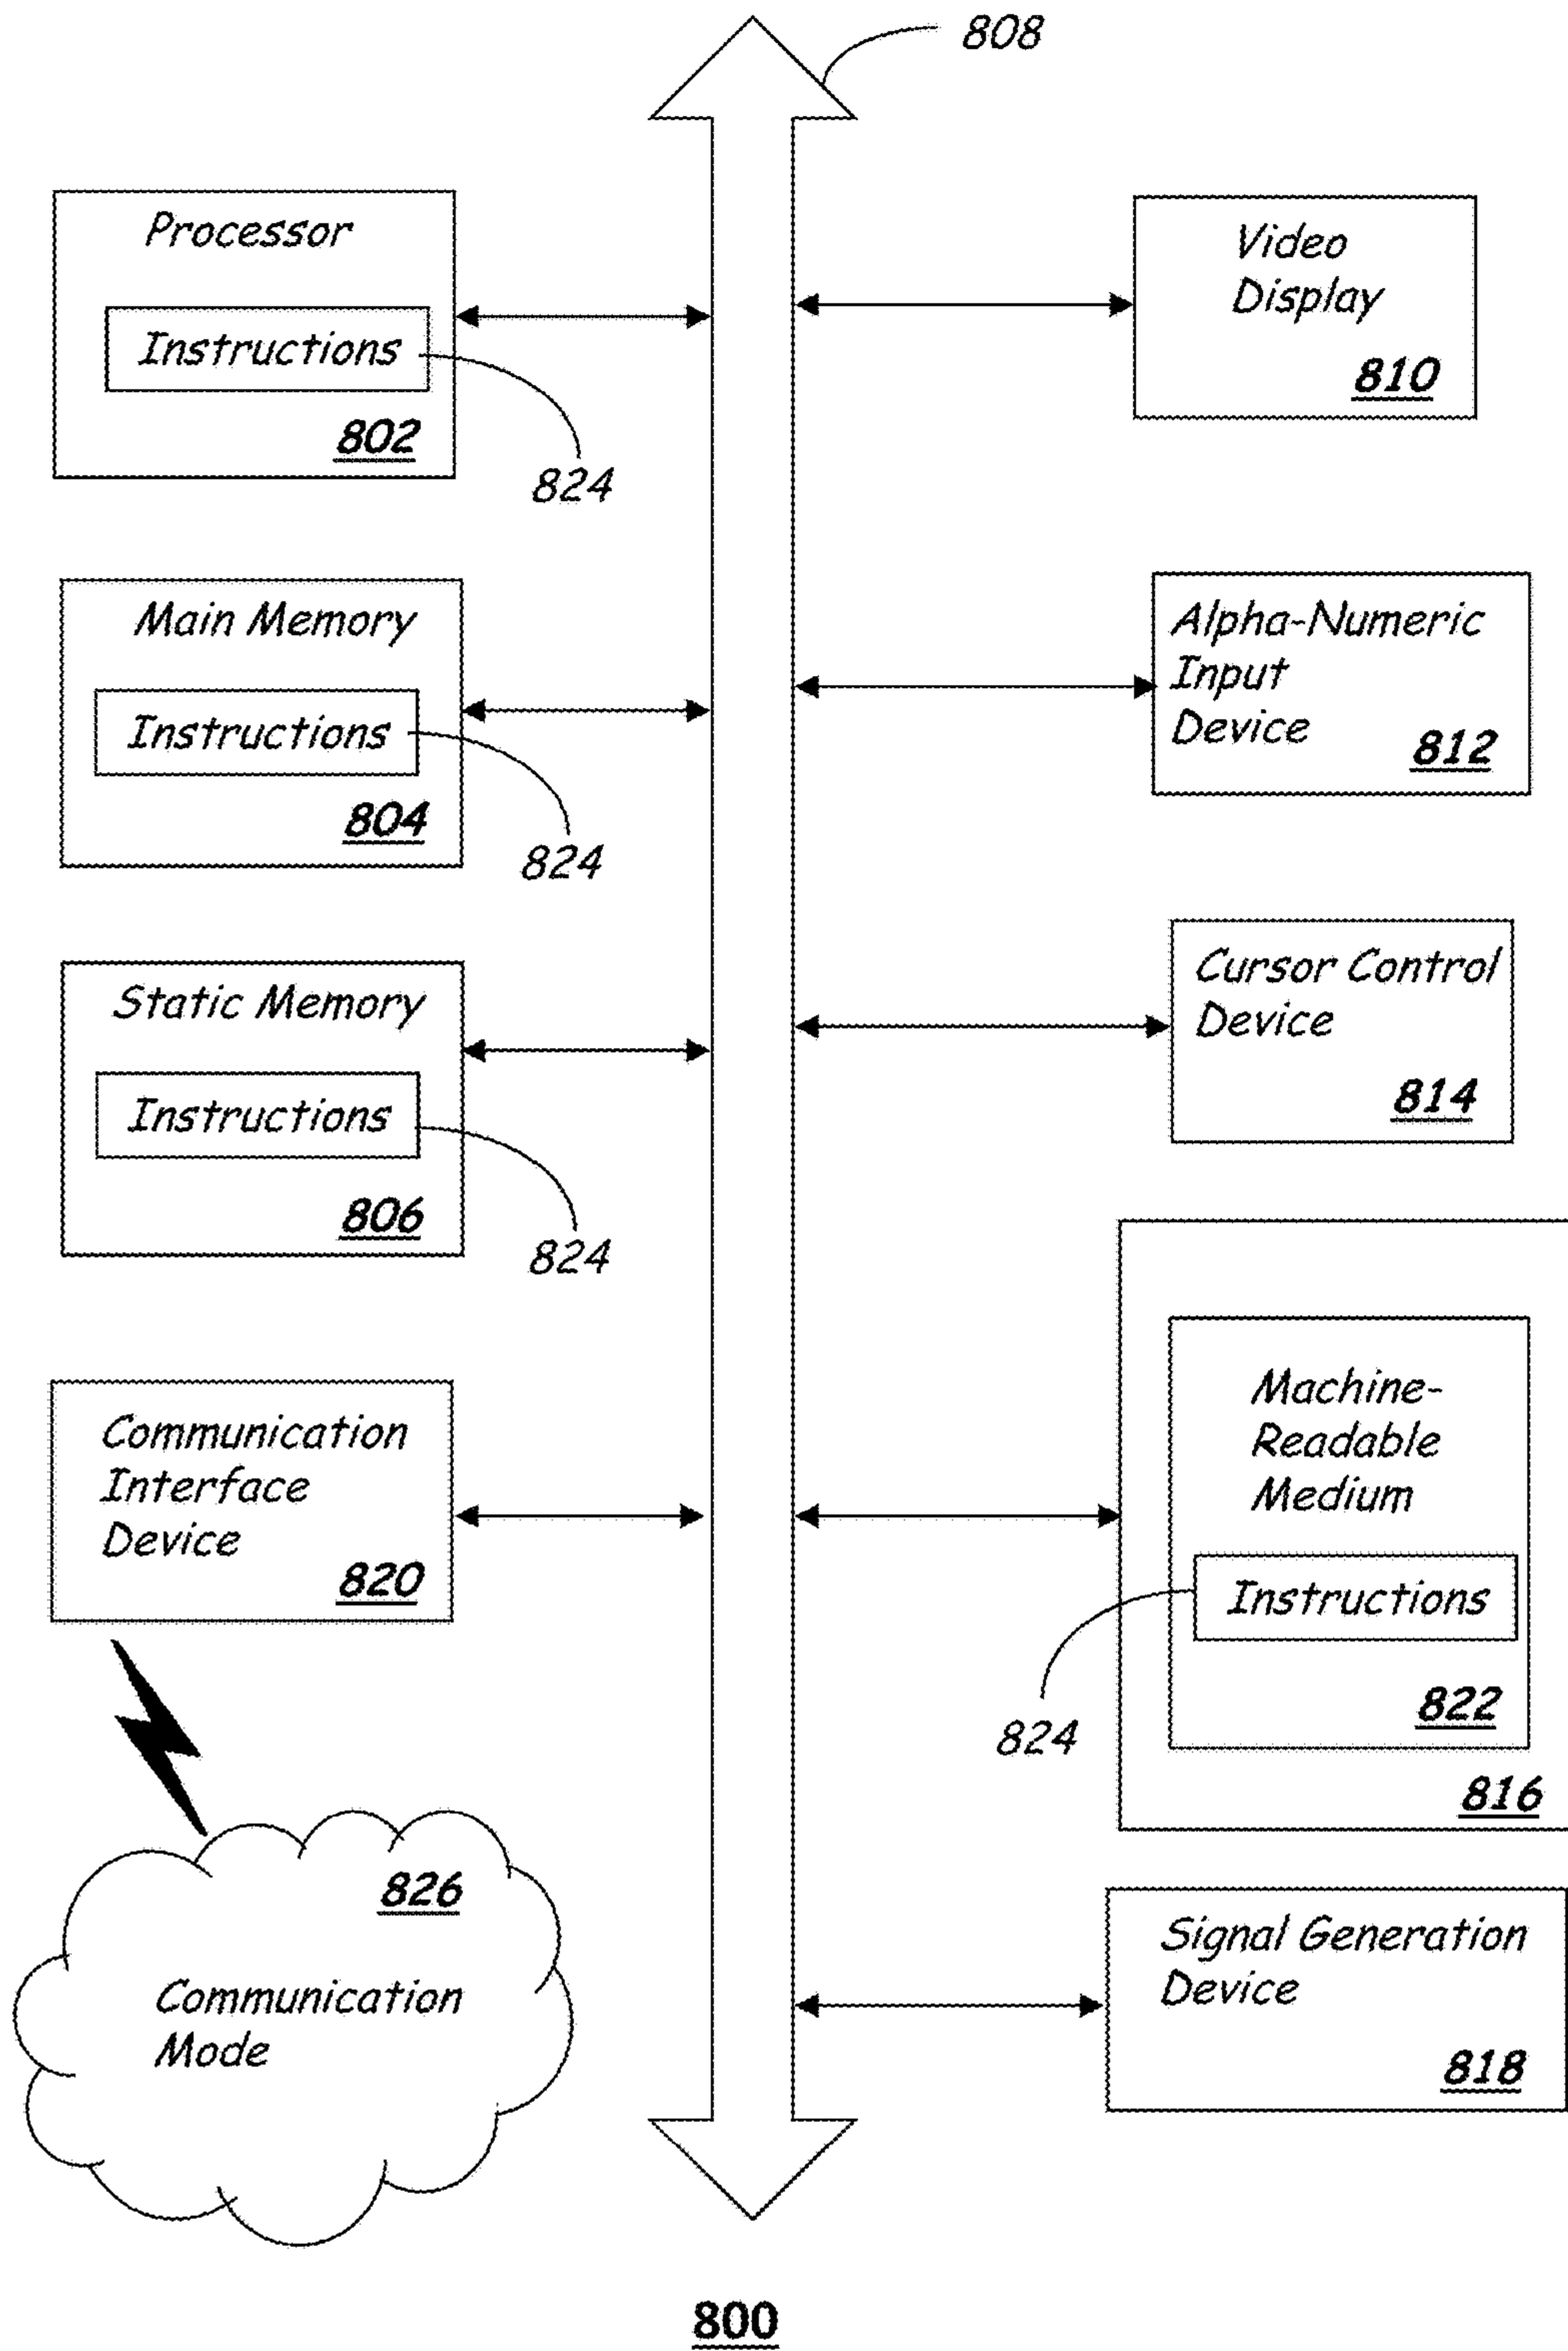 808
Processor
Instructions
802
824
Main Memory
Instructions
804
824
Static Memory
Instructions
806
824
Communication
Interface
Device
820
826
Communication
Mode
Video
Display
810
Alpha-Numeric
Input
Device
812
Cursor Control
Device
814
Machine-
Readable
Medium
Instructions
822
824
816
Signal Generation
Device
818
800